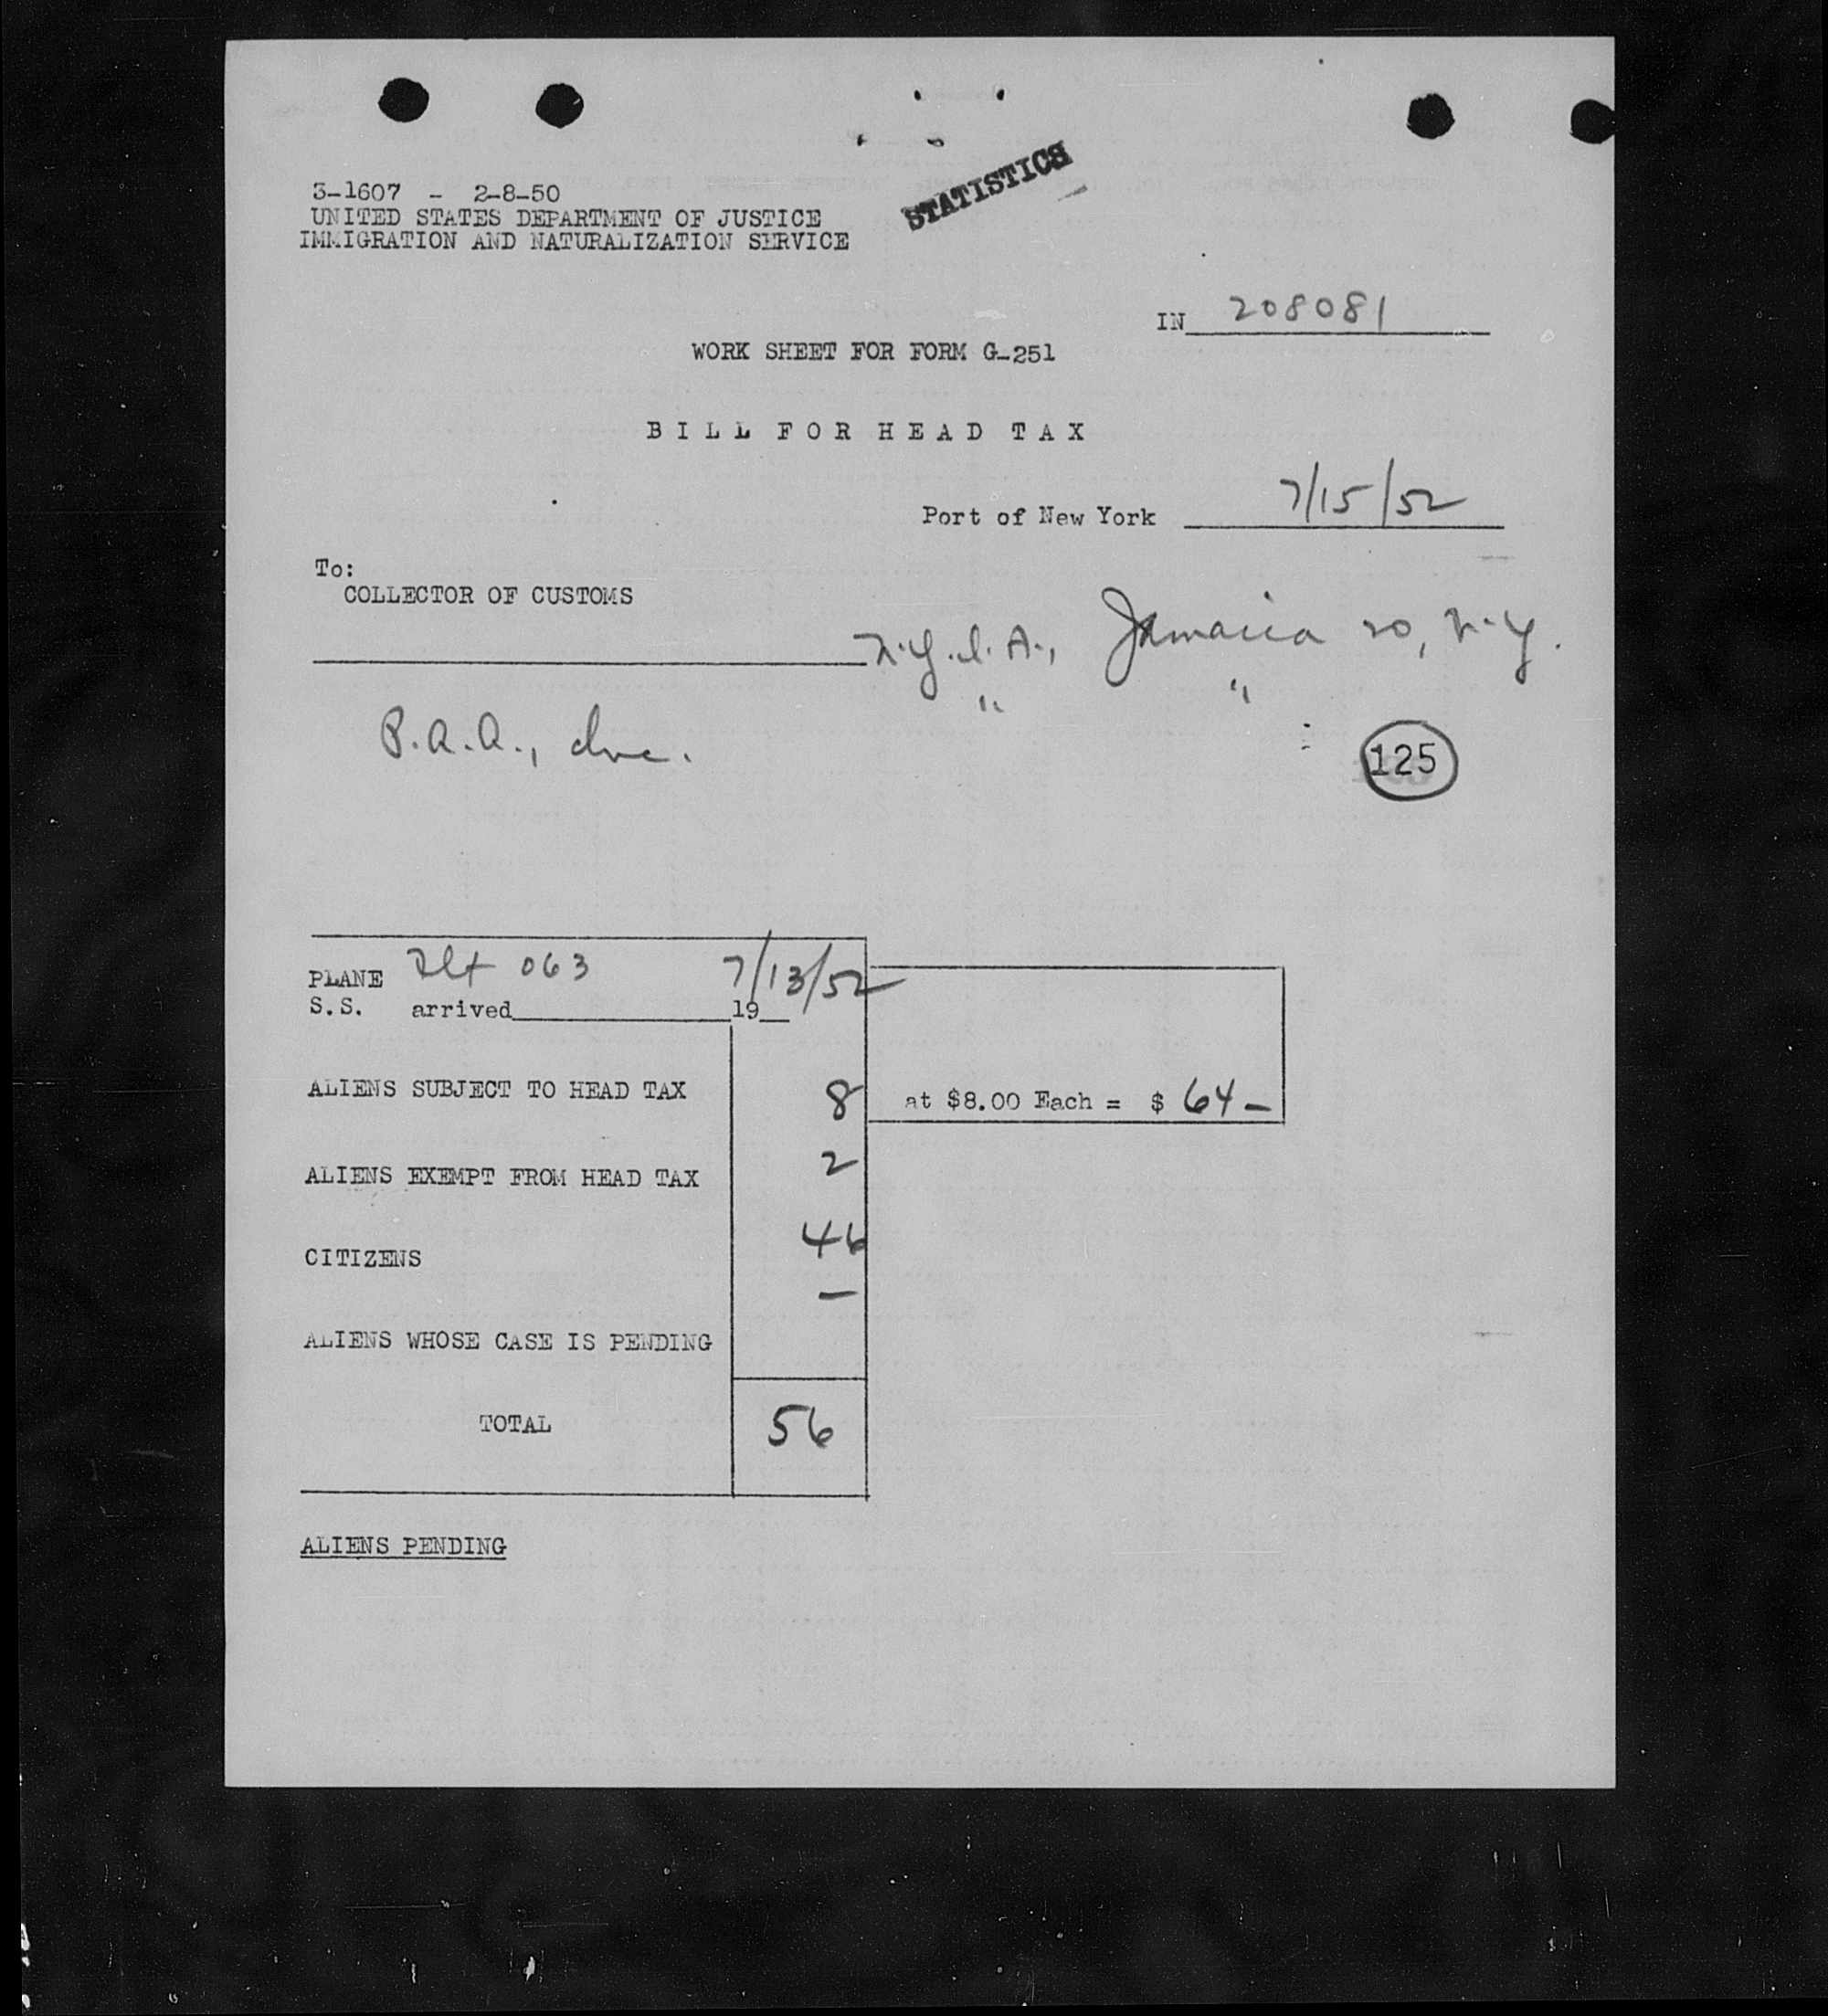 STATISTICS
3-1607 - 2-8-50
UNITED STATES DEPARTMENT OF JUSTICE
IMMIGRATION AND NATURALIZATION SERVICE
IN 208081
WORK SHEET FOR FORM G-251
BILL FOR HEAD TAX
Port of New York 7/15/52
To:
COLLECTOR OF CUSTOMS
N.Y.I.A., Jamaica 20, N.Y.
" "
P.A.A., Inc.
125
PLANE Flt 063 7/13/52
S.S. arrived 19
ALIENS SUBJECT TO HEAD TAX 8 at $8.00 Each = $ 64-
ALIENS EXEMPT FROM HEAD TAX 2
CITIZENS 46
ALIENS WHOSE CASE IS PENDING -
TOTAL 56
ALIENS PENDING